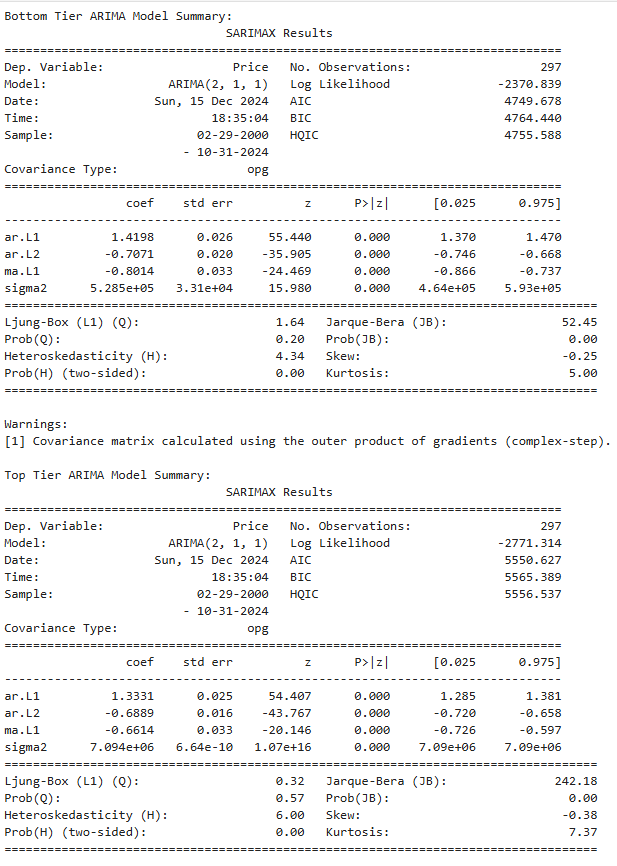 Bottom Tier ARIMA Model Summary:
                               SARIMAX Results
==============================================================================
Dep. Variable:                  Price   No. Observations:                  297
Model:                 ARIMA(2, 1, 1)   Log Likelihood               -2370.839
Date:                Sun, 15 Dec 2024   AIC                           4749.678
Time:                        18:35:04   BIC                           4764.440
Sample:                    02-29-2000   HQIC                          4755.588
                         - 10-31-2024
Covariance Type:                  opg
==============================================================================
                 coef    std err          z      P>|z|      [0.025      0.975]
------------------------------------------------------------------------------
ar.L1          1.4198      0.026     55.440      0.000       1.370       1.470
ar.L2         -0.7071      0.020    -35.905      0.000      -0.746      -0.668
ma.L1         -0.8014      0.033    -24.469      0.000      -0.866      -0.737
sigma2      5.285e+05   3.31e+04     15.980      0.000    4.64e+05    5.93e+05
===================================================================================
Ljung-Box (L1) (Q):                   1.64   Jarque-Bera (JB):                52.45
Prob(Q):                              0.20   Prob(JB):                         0.00
Heteroskedasticity (H):               4.34   Skew:                            -0.25
Prob(H) (two-sided):                  0.00   Kurtosis:                         5.00
===================================================================================

Warnings:
[1] Covariance matrix calculated using the outer product of gradients (complex-step).

Top Tier ARIMA Model Summary:
                               SARIMAX Results
==============================================================================
Dep. Variable:                  Price   No. Observations:                  297
Model:                 ARIMA(2, 1, 1)   Log Likelihood               -2771.314
Date:                Sun, 15 Dec 2024   AIC                           5550.627
Time:                        18:35:04   BIC                           5565.389
Sample:                    02-29-2000   HQIC                          5556.537
                         - 10-31-2024
Covariance Type:                  opg
==============================================================================
                 coef    std err          z      P>|z|      [0.025      0.975]
------------------------------------------------------------------------------
ar.L1          1.3331      0.025     54.407      0.000       1.285       1.381
ar.L2         -0.6889      0.016    -43.767      0.000      -0.720      -0.658
ma.L1         -0.6614      0.033    -20.146      0.000      -0.726      -0.597
sigma2      7.094e+06   6.64e-10   1.07e+16      0.000    7.09e+06    7.09e+06
===================================================================================
Ljung-Box (L1) (Q):                   0.32   Jarque-Bera (JB):               242.18
Prob(Q):                              0.57   Prob(JB):                         0.00
Heteroskedasticity (H):               6.00   Skew:                            -0.38
Prob(H) (two-sided):                  0.00   Kurtosis:                         7.37
===================================================================================